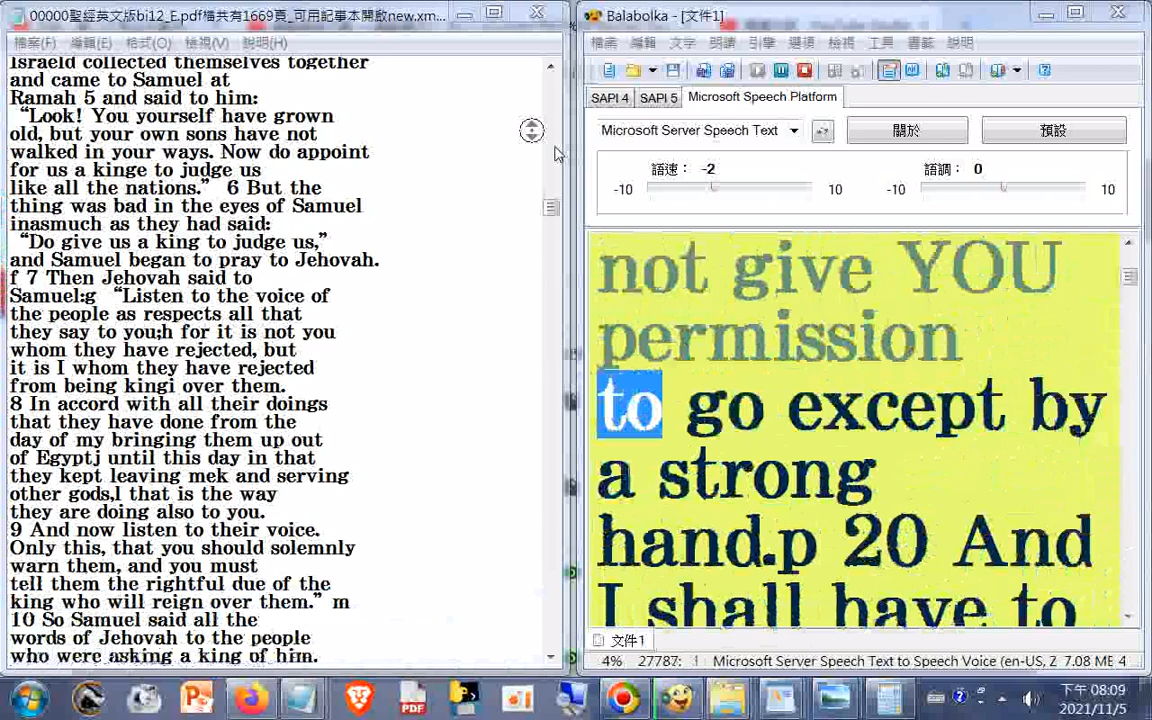 00000聖經英文版bi12_E.pdf檔共有1669頁_可用記事本開啟new.xm...
檔案(F) 編輯(E) 格式(O) 檢視(V) 說明(H)
Israeld collected themselves together
and came to Samuel at
Ramah 5 and said to him:
“Look! You yourself have grown
old, but your own sons have not
walked in your ways. Now do appoint
for us a kinge to judge us
like all the nations.” 6 But the
thing was bad in the eyes of Samuel
inasmuch as they had said:
“Do give us a king to judge us,”
and Samuel began to pray to Jehovah.
f 7 Then Jehovah said to
Samuel:g “Listen to the voice of
the people as respects all that
they say to you;h for it is not you
whom they have rejected, but
it is I whom they have rejected
from being kingi over them.
8 In accord with all their doings
that they have done from the
day of my bringing them up out
of Egyptj until this day in that
they kept leaving mek and serving
other gods,l that is the way
they are doing also to you.
9 And now listen to their voice.
Only this, that you should solemnly
warn them, and you must
tell them the rightful due of the
king who will reign over them.” m
10 So Samuel said all the
words of Jehovah to the people
who were asking a king of him.
Balabolka - [文件1]
檔案 編輯 文字 朗讀 引擎 選項 檢視 工具 書籤 說明
SAPI 4 SAPI 5 Microsoft Speech Platform
Microsoft Server Speech Text 關於 預設
語速： -2 語調： 0
-10 10 -10 10
not give YOU
permission
to go except by
a strong
hand.p 20 And
I shall have to
文件1
4% 27787: Microsoft Server Speech Text to Speech Voice (en-US, Z 7.08 ME 4
PDF
下午 08:09
2021/11/5